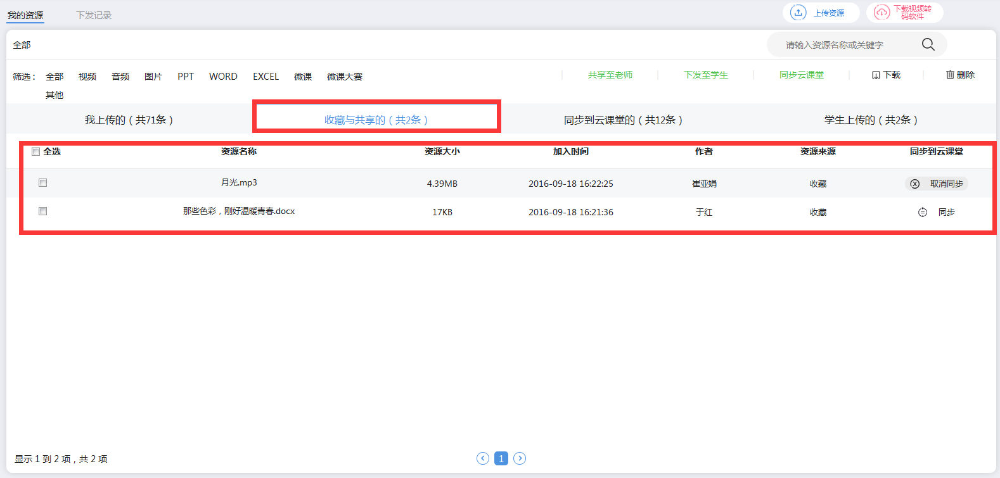 我的资源 下发记录 上传资源 下载视频转
码软件
全部 请输入资源名称或关键字
筛选： 全部 视频 音频 图片 PPT WORD EXCEL 微课 微课大赛 共享至老师 下发至学生 同步云课堂 下载 删除
其他
我上传的（共71条） 收藏与共享的（共2条） 同步到云课堂的（共12条） 学生上传的（共2条）
全选 资源名称 资源大小 加入时间 作者 资源来源 同步到云课堂
月光.mp3 4.39MB 2016-09-18 16:22:25 崔亚娟 收藏 取消同步
那些色彩，刚好温暖青春.docx 17KB 2016-09-18 16:21:36 于红 收藏 同步
显示 1 到 2 项，共 2 项 1